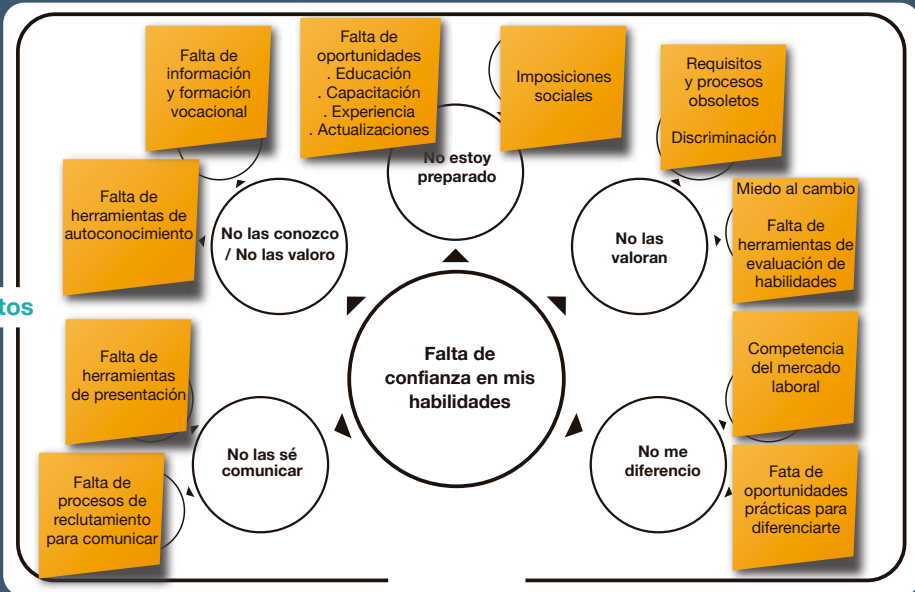 Falta de
información
y formación
vocacional
Falta de
oportunidades
. Educación
. Capacitación
. Experiencia
. Actualizaciones
Imposiciones
sociales
Requisitos
y procesos
obsoletos
Discriminación
Falta de
herramientas de
autoconocimiento
No las conozco
/ No las valoro
No estoy
preparado
No las
valoran
Miedo al cambio
Falta de
herramientas de
evaluación de
habilidades
tos
Falta de
confianza en mis
habilidades
Falta de
herramientas
de presentación
No las sé
comunicar
Falta de
procesos de
reclutamiento
para comunicar
No me
diferencio
Competencia
del mercado
laboral
Fata de
oportunidades
prácticas para
diferenciarte